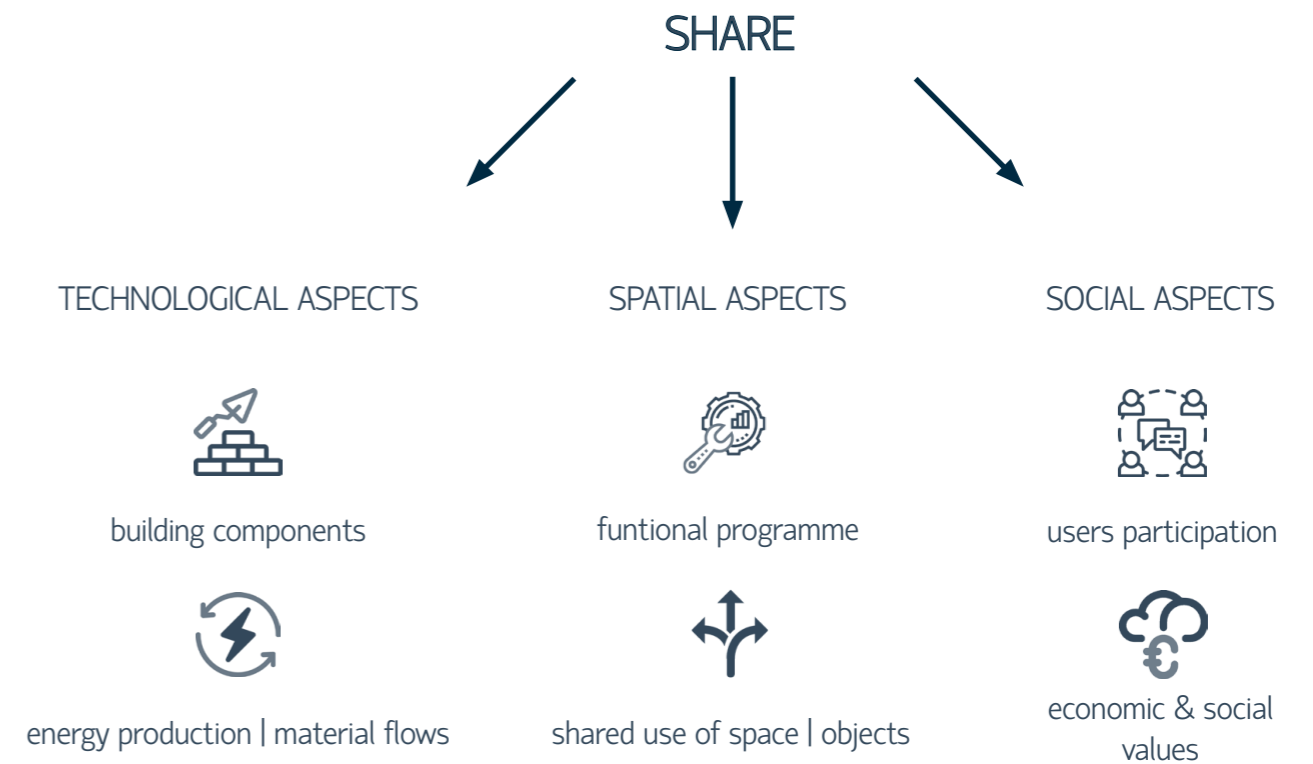 SHARE
TECHNOLOGICAL ASPECTS
SPATIAL ASPECTS
SOCIAL ASPECTS
building components
funtional programme
users participation
energy production | material flows
shared use of space | objects
economic & social
values